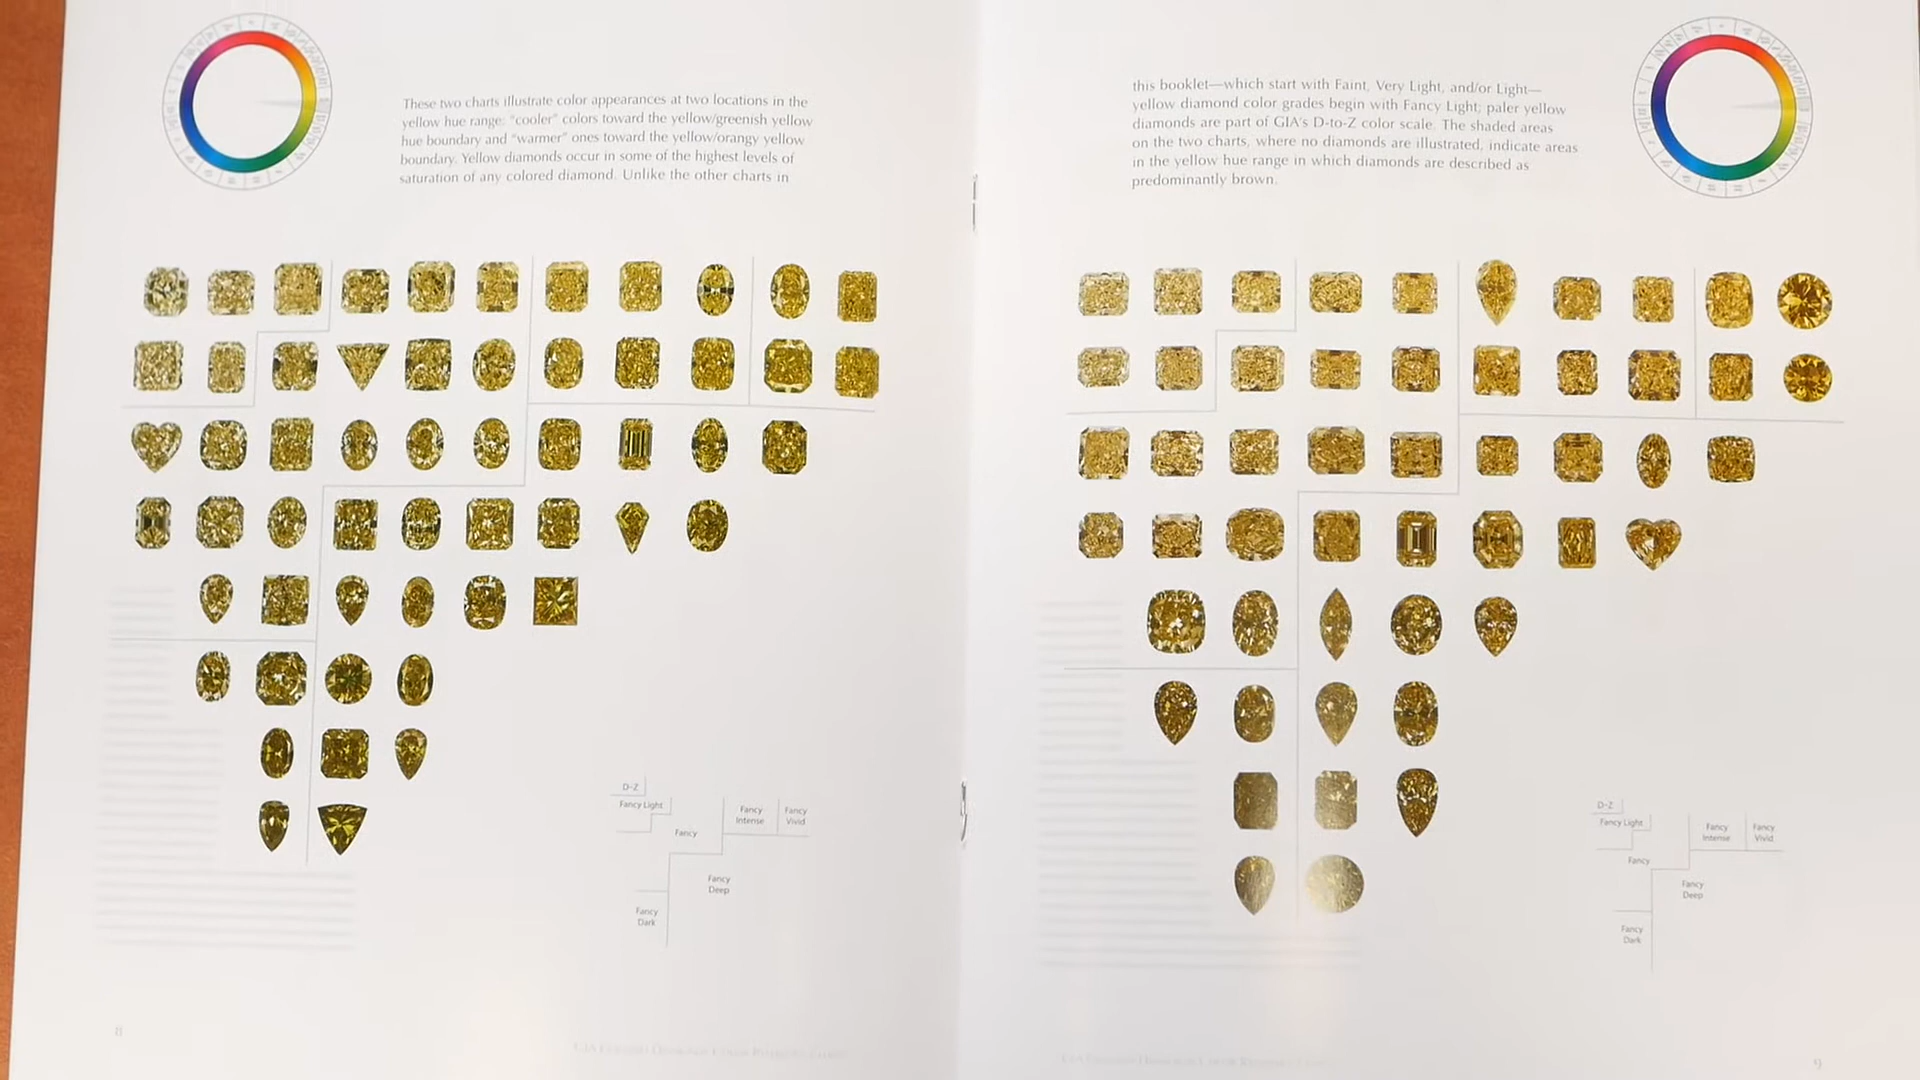 These two charts illustrate color appearances at two locations in the
yellow hue range: "cooler" colors toward the yellow/greenish yellow
hue boundary and "warmer" ones toward the yellow/orangy yellow
boundary. Yellow diamonds occur in some of the highest levels of
saturation of any colored diamond. Unlike the other charts in
D-Z
Fancy Light
Fancy
Fancy
Intense
Fancy
Vivid
Fancy
Deep
Fancy
Dark
8
this booklet—which start with Faint, Very Light, and/or Light—
yellow diamond color grades begin with Fancy Light; paler yellow
diamonds are part of GIA's D-to-Z color scale. The shaded areas
on the two charts, where no diamonds are illustrated, indicate areas
in the yellow hue range in which diamonds are described as
predominantly brown.
D-Z
Fancy Light
Fancy
Fancy
Intense
Fancy
Vivid
Fancy
Deep
Fancy
Dark
9